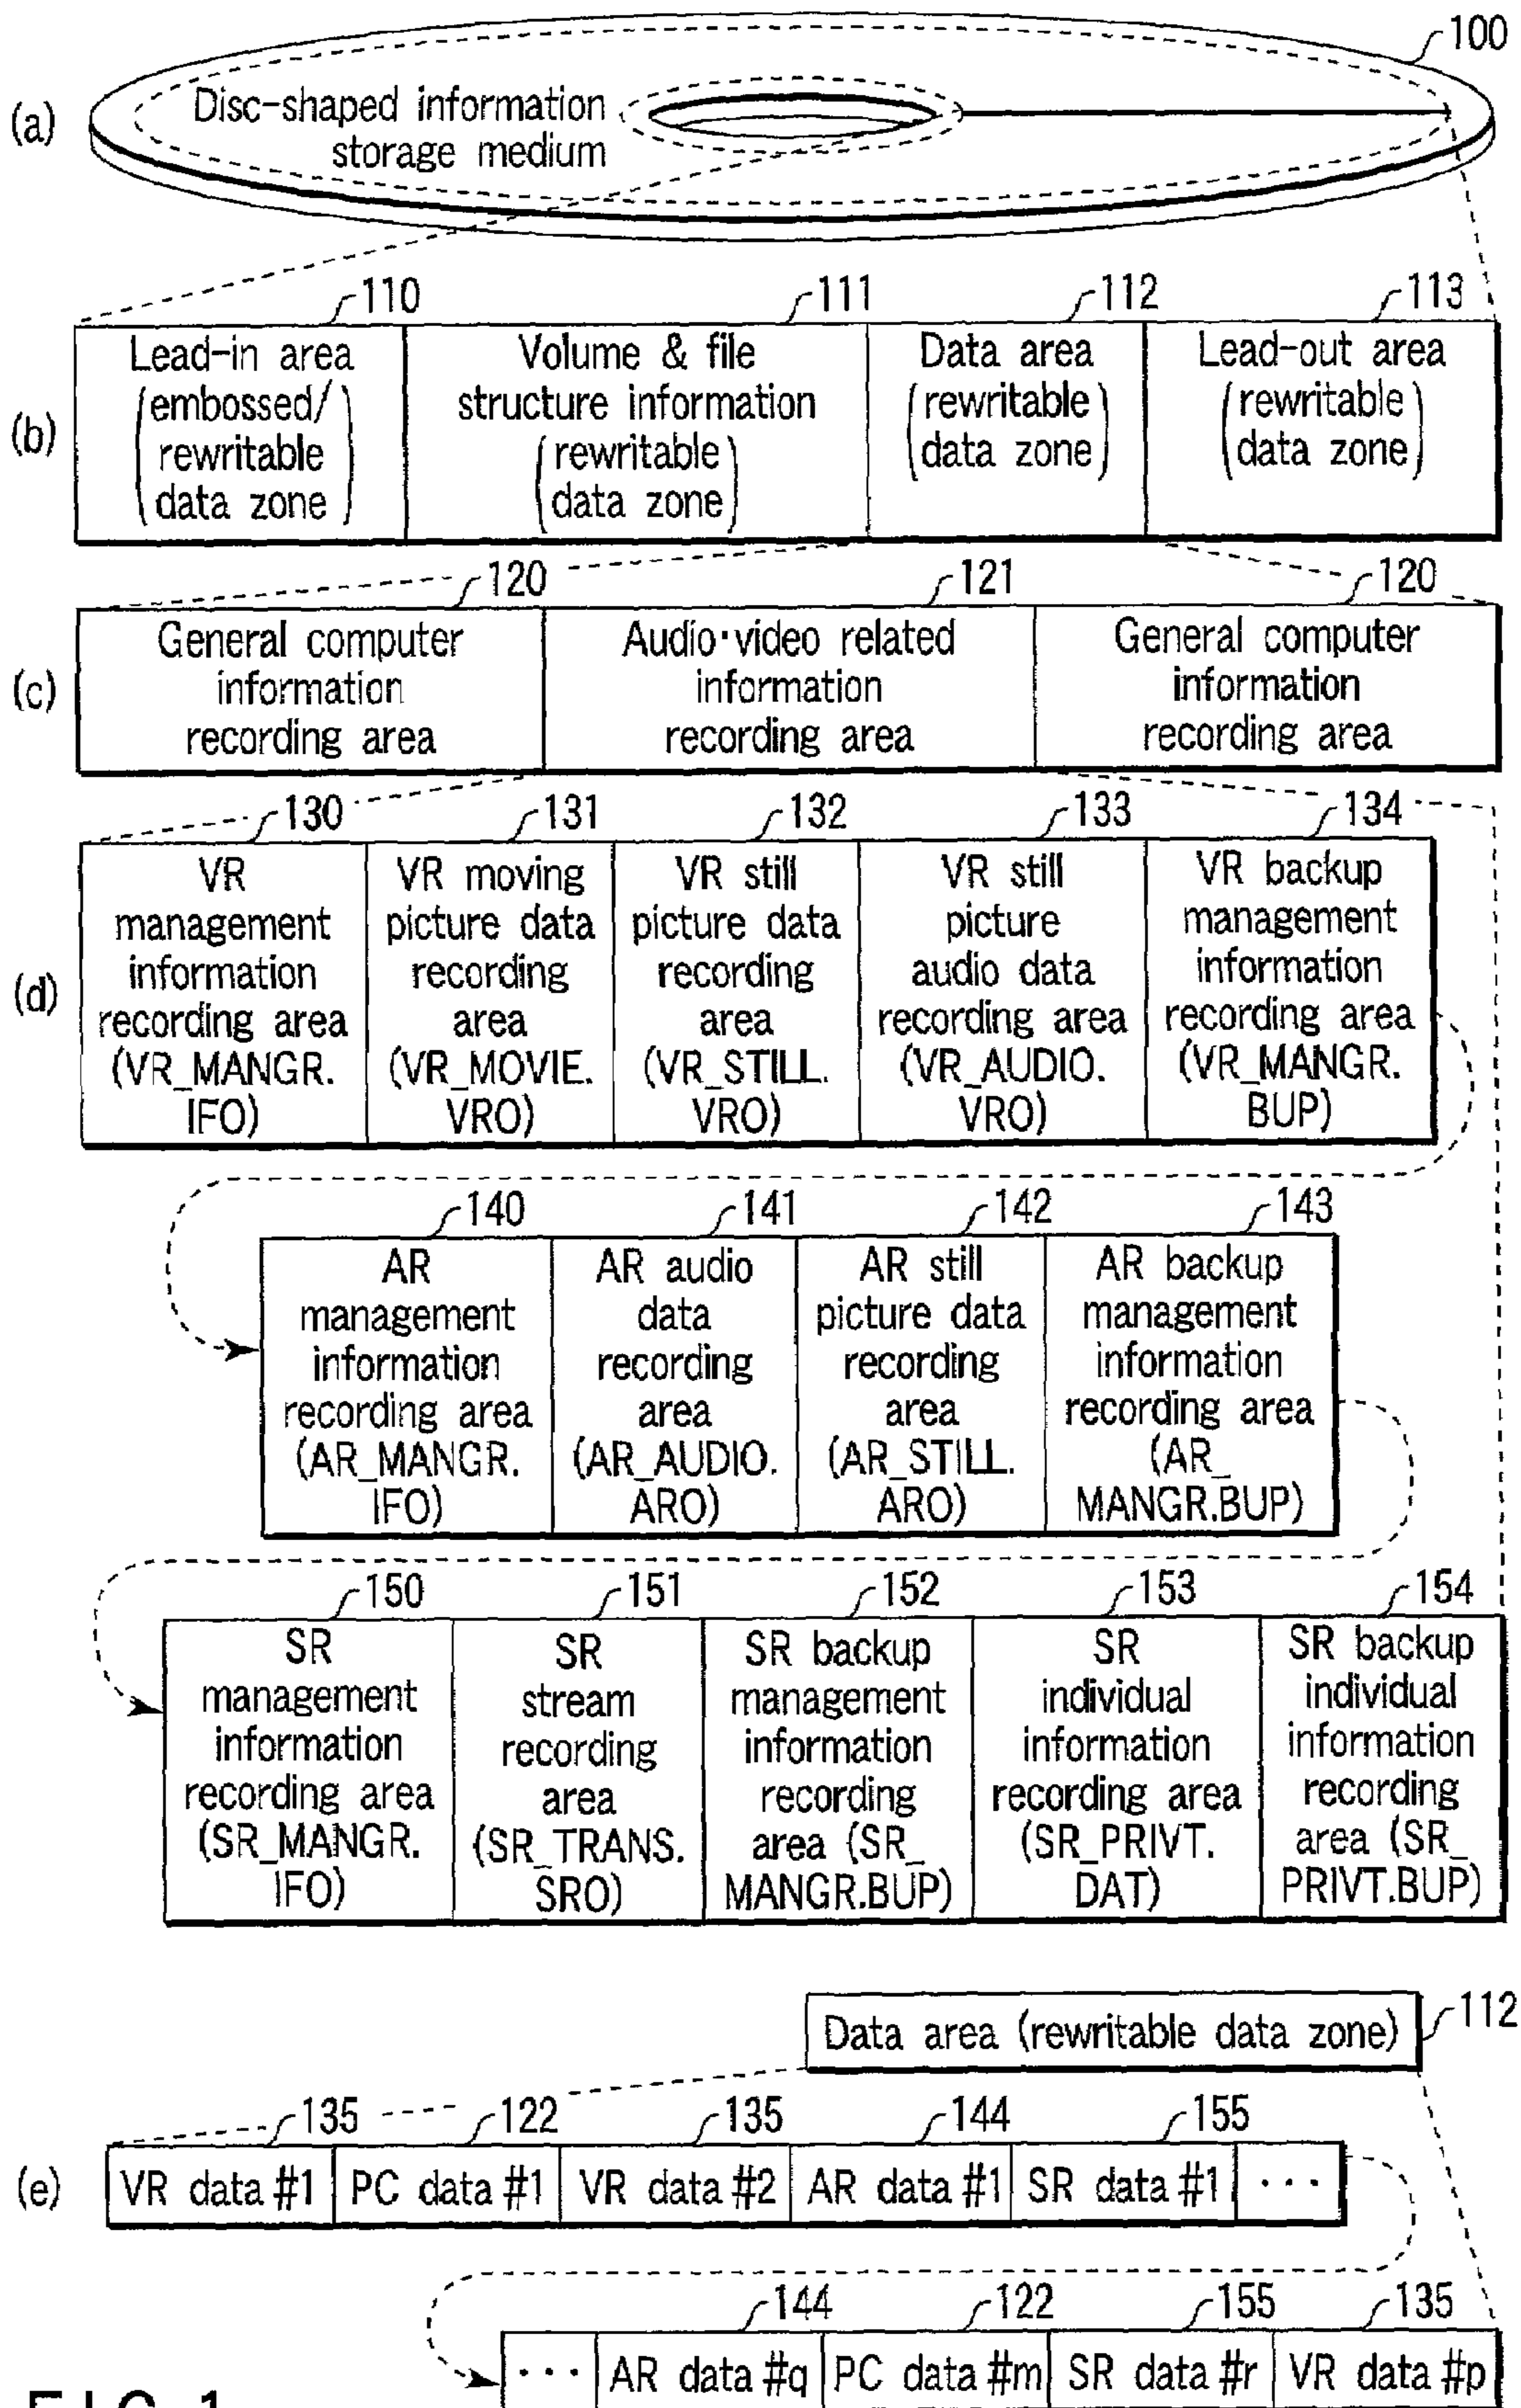 100
(a)
Disc-shaped information
storage medium
110
111
112
113
(b)
Lead-in area
(embossed/
rewritable
data zone)
Volume & file
structure information
(rewritable
data zone)
Data area
(rewritable
data zone)
Lead-out area
(rewritable
data zone)
120
121
120
(c)
General computer
information
recording area
Audio·video related
information
recording area
General computer
information
recording area
130
131
132
133
134
(d)
VR
management
information
recording area
(VR_MANGR.
IFO)
VR moving
picture data
recording
area
(VR_MOVIE.
VRO)
VR still
picture data
recording
area
(VR_STILL.
VRO)
VR still
picture
audio data
recording area
(VR_AUDIO.
VRO)
VR backup
management
information
recording area
(VR_MANGR.
BUP)
140
141
142
143
AR
management
information
recording area
(AR_MANGR.
IFO)
AR audio
data
recording
area
(AR_AUDIO.
ARO)
AR still
picture data
recording
area
(AR_STILL.
ARO)
AR backup
management
information
recording area
(AR_
MANGR.BUP)
150
151
152
153
154
SR
management
information
recording area
(SR_MANGR.
IFO)
SR
stream
recording
area
(SR_TRANS.
SRO)
SR backup
management
information
recording
area (SR_
MANGR.BUP)
SR
individual
information
recording area
(SR_PRIVT.
DAT)
SR backup
individual
information
recording
area (SR_
PRIVT.BUP)
Data area (rewritable data zone)
112
135
122
135
144
155
(e)
VR data #1
PC data #1
VR data #2
AR data #1
SR data #1
···
144
122
155
135
···
AR data #q
PC data #m
SR data #r
VR data #p
FIG. 1